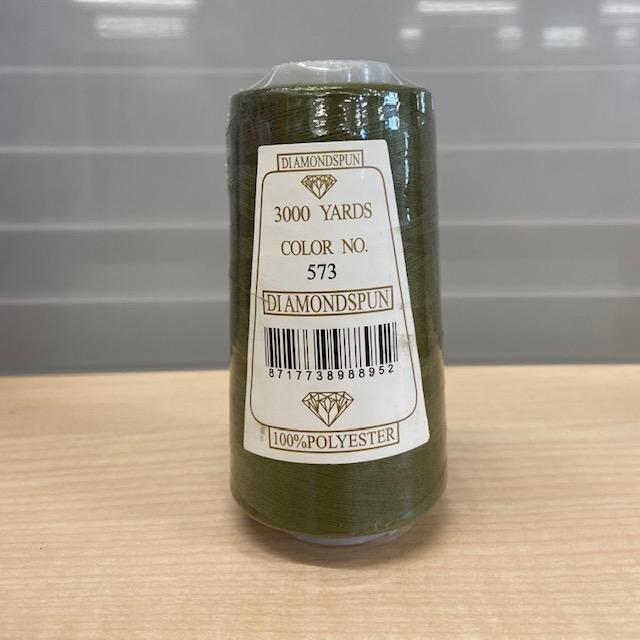 DIAMONDSPUN
3000 YARDS
COLOR NO.
573
DIAMONDSPUN
8717738988952
100%POLYESTER